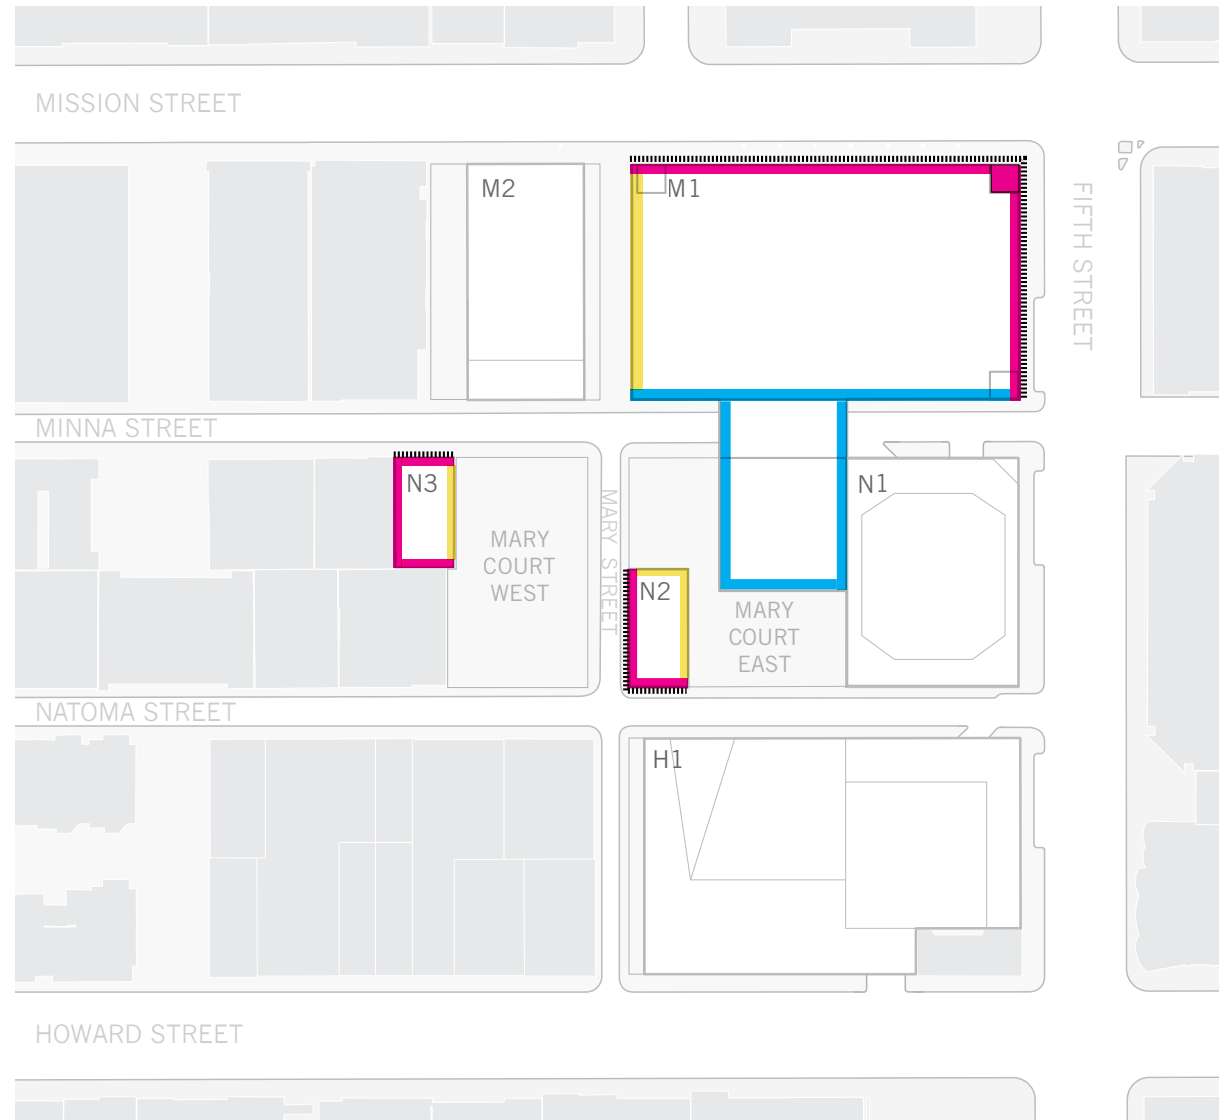 MISSION STREET
M2
M1
FIFTH STREET
MINNA STREET
N3
N1
MARY
COURT
WEST
MARY STREET
N2
MARY
COURT
EAST
NATOMA STREET
H1
HOWARD STREET